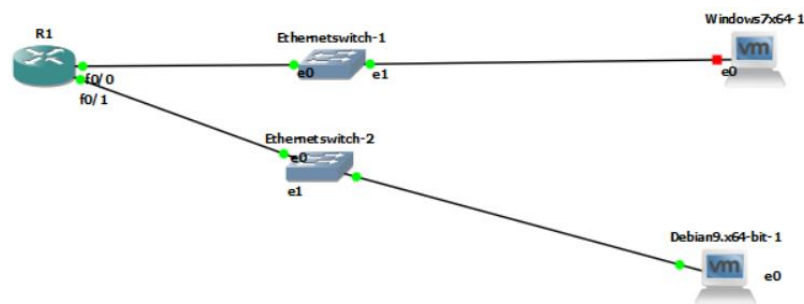 Windows7x64-1
R1
Ethernetswitch-1
vm
f0/0
e0
e1
e0
f0/1
Ethernetswitch-2
e0
e1
Debian9.x64-bit-1
vm
e0